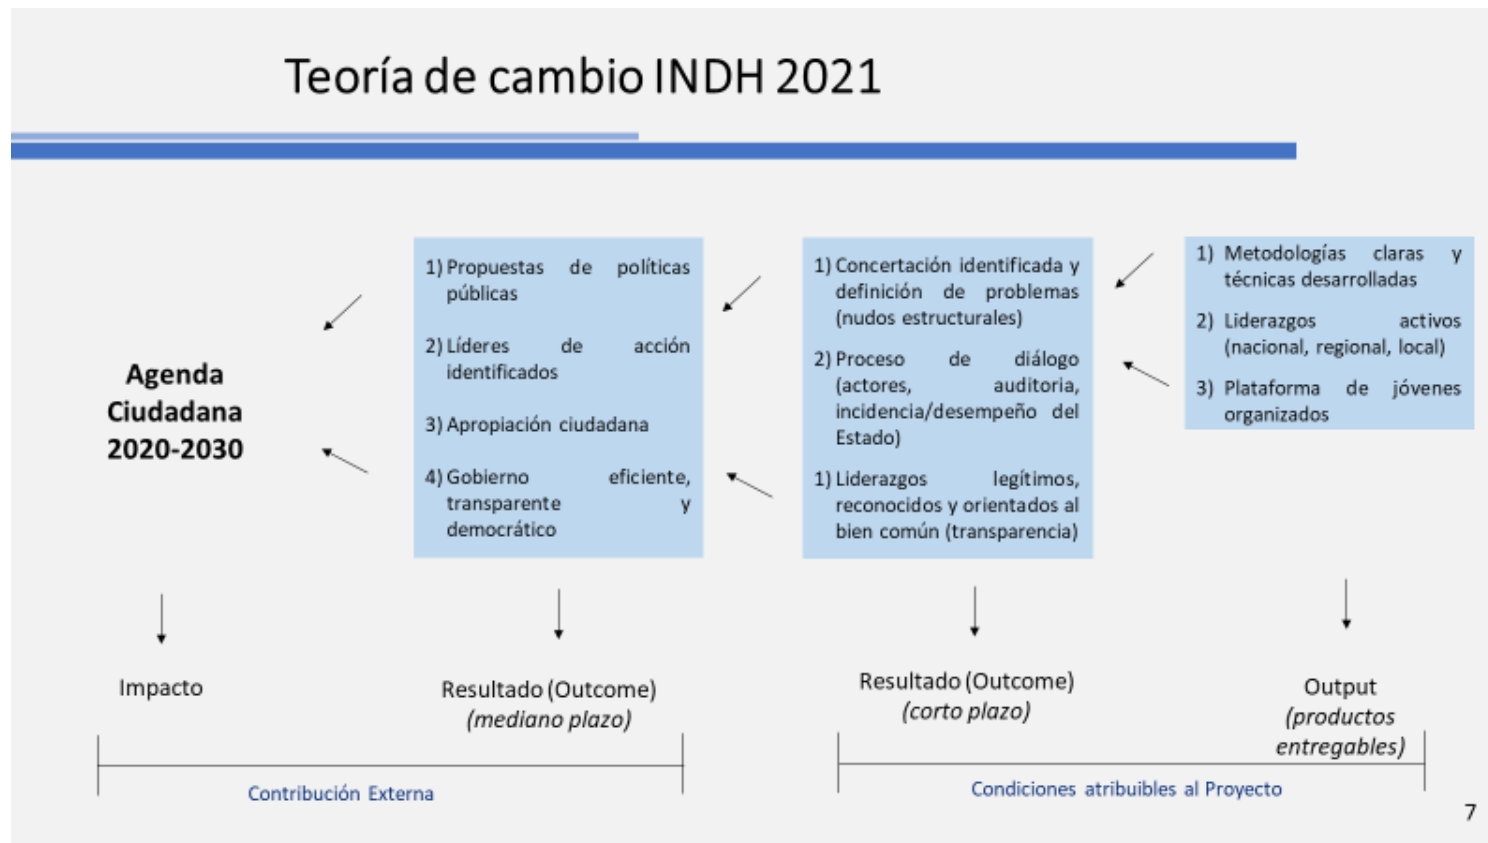 Teoría de cambio INDH 2021
Agenda
Ciudadana
2020-2030
1) Propuestas de políticas
públicas
2) Líderes de acción
identificados
3) Apropiación ciudadana
4) Gobierno eficiente,
transparente y
democrático
1) Concertación identificada y
definición de problemas
(nudos estructurales)
2) Proceso de diálogo
(actores, auditoria,
incidencia/desempeño del
Estado)
1) Liderazgos legítimos,
reconocidos y orientados al
bien común (transparencia)
1) Metodologías claras y
técnicas desarrolladas
2) Liderazgos activos
(nacional, regional, local)
3) Plataforma de jóvenes
organizados
Impacto
Resultado (Outcome)
(mediano plazo)
Resultado (Outcome)
(corto plazo)
Output
(productos
entregables)
Contribución Externa
Condiciones atribuibles al Proyecto
7